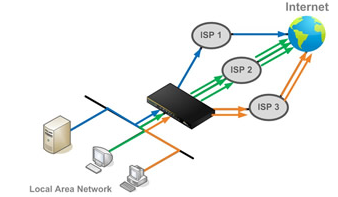 Internet
ISP 1
ISP 2
ISP 3
Local Area Network